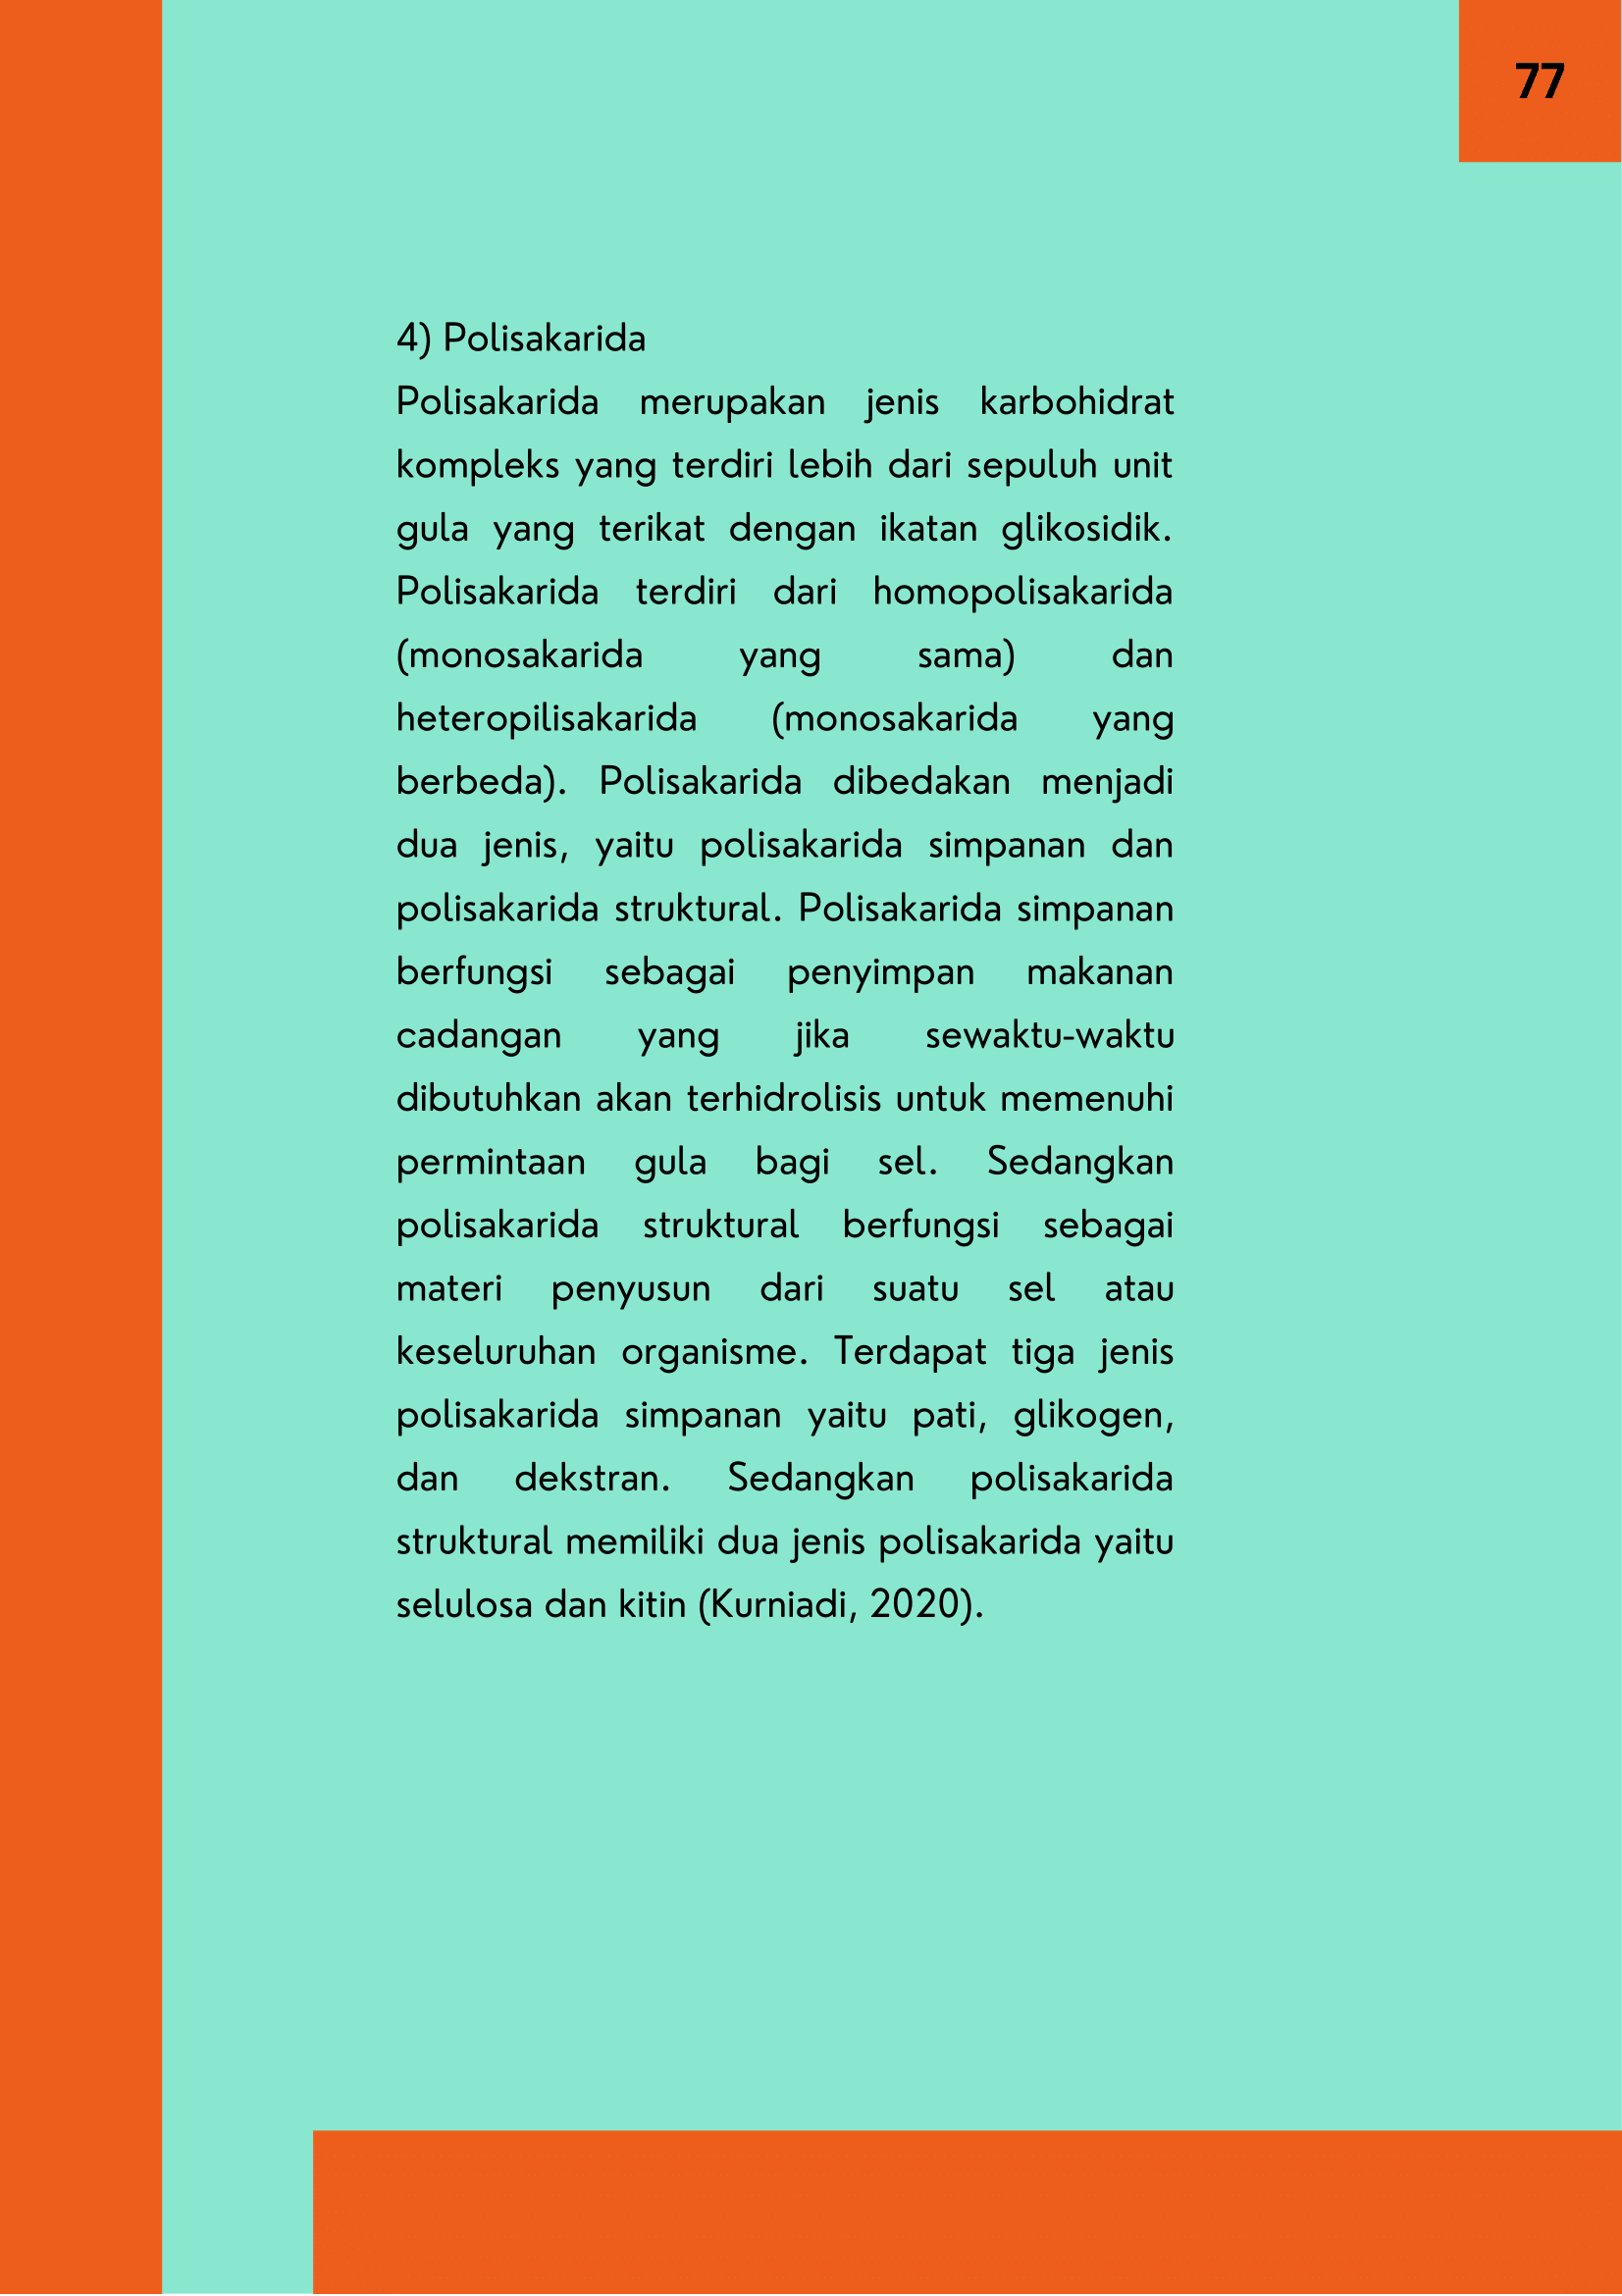 77
4) Polisakarida
Polisakarida merupakan jenis karbohidrat
kompleks yang terdiri lebih dari sepuluh unit
gula yang terikat dengan ikatan glikosidik.
Polisakarida terdiri dari homopolisakarida
(monosakarida yang sama) dan
heteropilisakarida (monosakarida yang
berbeda). Polisakarida dibedakan menjadi
dua jenis, yaitu polisakarida simpanan dan
polisakarida struktural. Polisakarida simpanan
berfungsi sebagai penyimpan makanan
cadangan yang jika sewaktu-waktu
dibutuhkan akan terhidrolisis untuk memenuhi
permintaan gula bagi sel. Sedangkan
polisakarida struktural berfungsi sebagai
materi penyusun dari suatu sel atau
keseluruhan organisme. Terdapat tiga jenis
polisakarida simpanan yaitu pati, glikogen,
dan dekstran. Sedangkan polisakarida
struktural memiliki dua jenis polisakarida yaitu
selulosa dan kitin (Kurniadi, 2020).